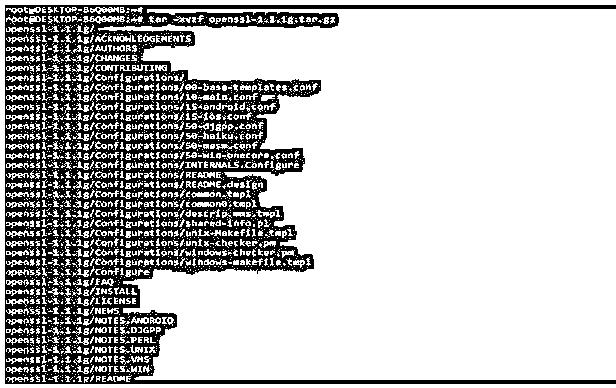 root@DESKTOP-B6Q00MB:~#
root@DESKTOP-B6Q00MB:~# tar -xvzf openssl-1.1.1g.tar.gz
openssl-1.1.1g/
openssl-1.1.1g/ACKNOWLEDGEMENTS
openssl-1.1.1g/AUTHORS
openssl-1.1.1g/CHANGES
openssl-1.1.1g/CONTRIBUTING
openssl-1.1.1g/Configurations/
openssl-1.1.1g/Configurations/00-base-templates.conf
openssl-1.1.1g/Configurations/10-main.conf
openssl-1.1.1g/Configurations/15-android.conf
openssl-1.1.1g/Configurations/15-ios.conf
openssl-1.1.1g/Configurations/50-djgpp.conf
openssl-1.1.1g/Configurations/50-haiku.conf
openssl-1.1.1g/Configurations/50-masm.conf
openssl-1.1.1g/Configurations/50-win-onecore.conf
openssl-1.1.1g/Configurations/INTERNALS.Configure
openssl-1.1.1g/Configurations/README
openssl-1.1.1g/Configurations/README.design
openssl-1.1.1g/Configurations/common.tmpl
openssl-1.1.1g/Configurations/common0.tmpl
openssl-1.1.1g/Configurations/descrip.mms.tmpl
openssl-1.1.1g/Configurations/shared-info.pl
openssl-1.1.1g/Configurations/unix-Makefile.tmpl
openssl-1.1.1g/Configurations/unix-checker.pm
openssl-1.1.1g/Configurations/windows-checker.pm
openssl-1.1.1g/Configurations/windows-makefile.tmpl
openssl-1.1.1g/Configure
openssl-1.1.1g/FAQ
openssl-1.1.1g/INSTALL
openssl-1.1.1g/LICENSE
openssl-1.1.1g/NEWS
openssl-1.1.1g/NOTES.ANDROID
openssl-1.1.1g/NOTES.DJGPP
openssl-1.1.1g/NOTES.PERL
openssl-1.1.1g/NOTES.UNIX
openssl-1.1.1g/NOTES.VMS
openssl-1.1.1g/NOTES.WIN
openssl-1.1.1g/README